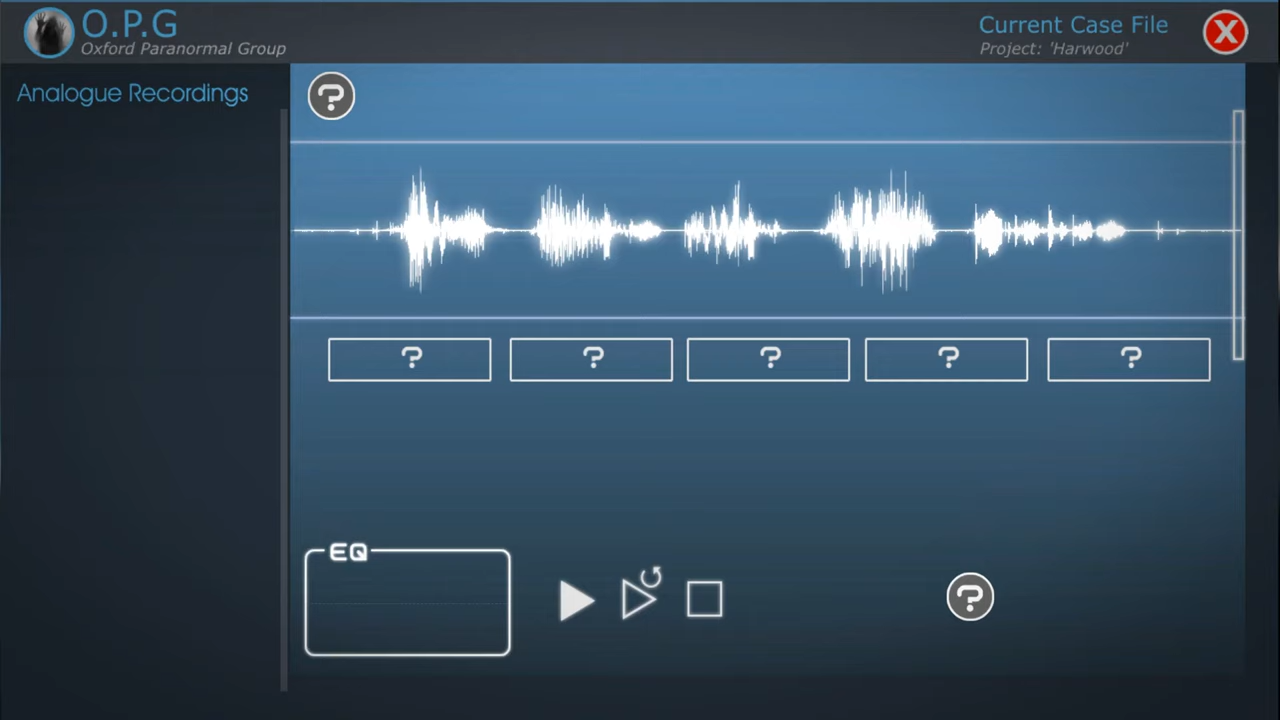 O.P.G
Oxford Paranormal Group
Current Case File
Project: 'Harwood'
X
Analogue Recordings
?
? ? ? ? ?
EQ
?